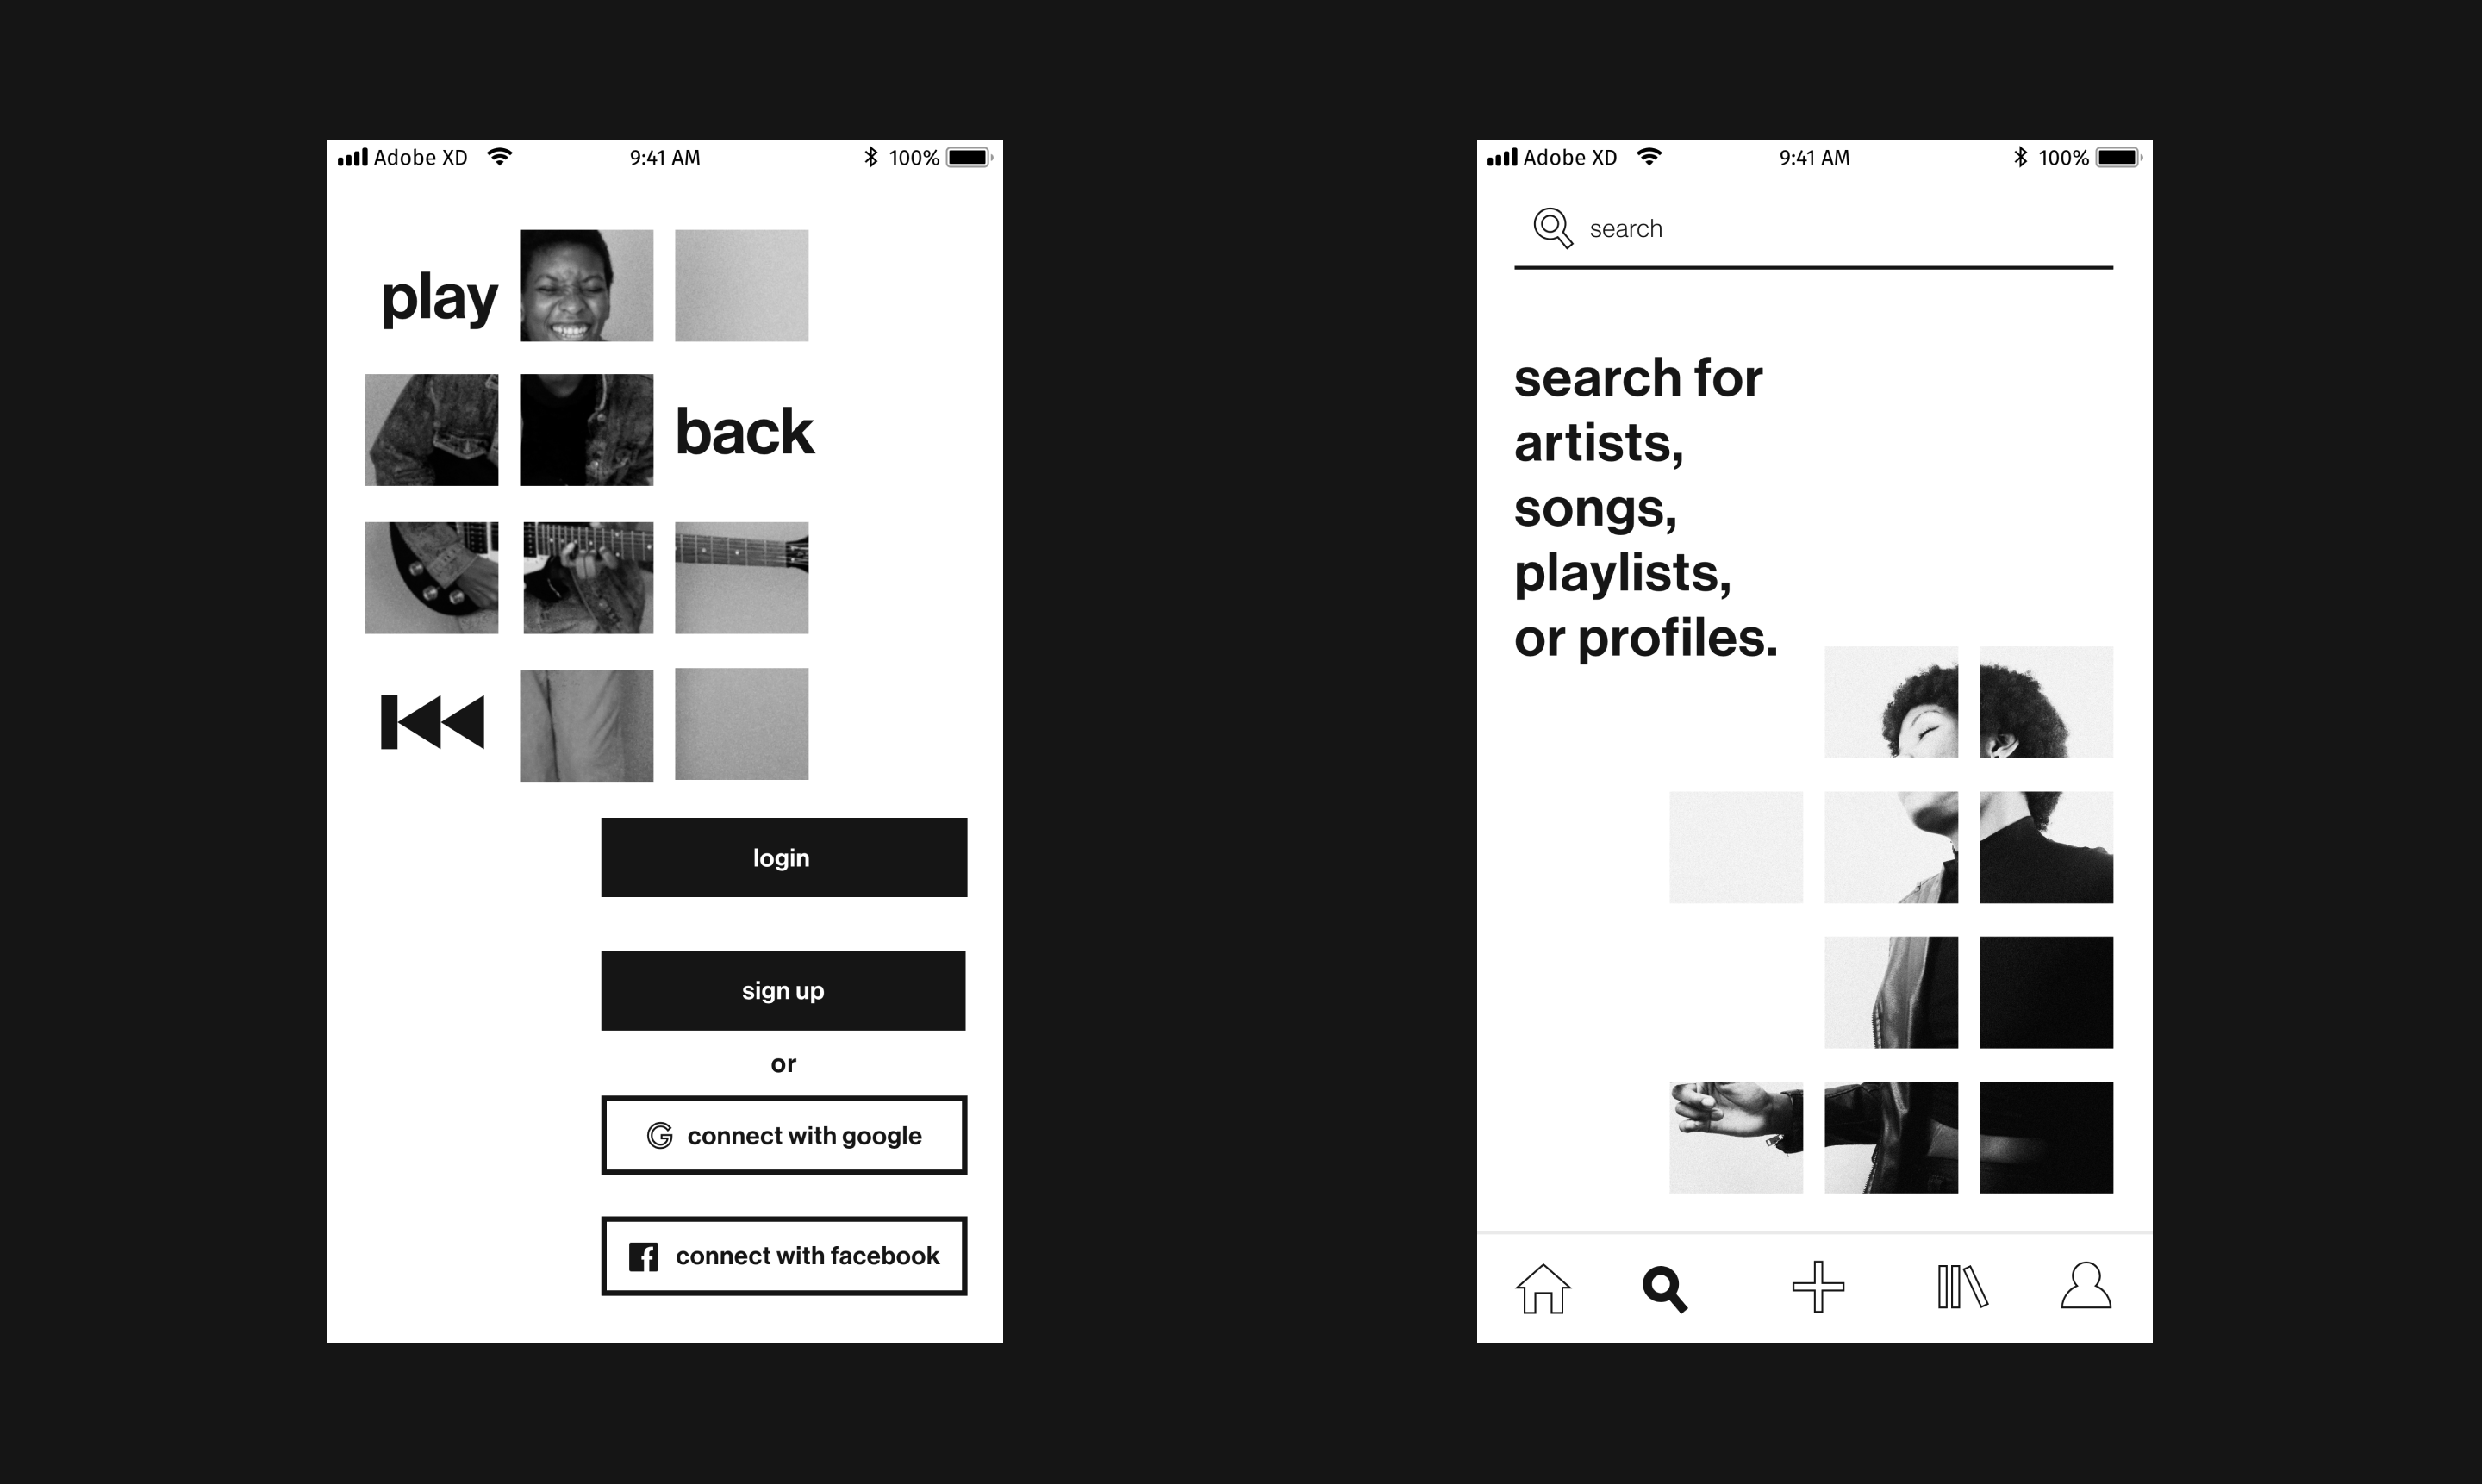 Adobe XD 9:41 AM 100%
play
back
login
sign up
or
connect with google
connect with facebook
Adobe XD 9:41 AM 100%
search
search for
artists,
songs,
playlists,
or profiles.